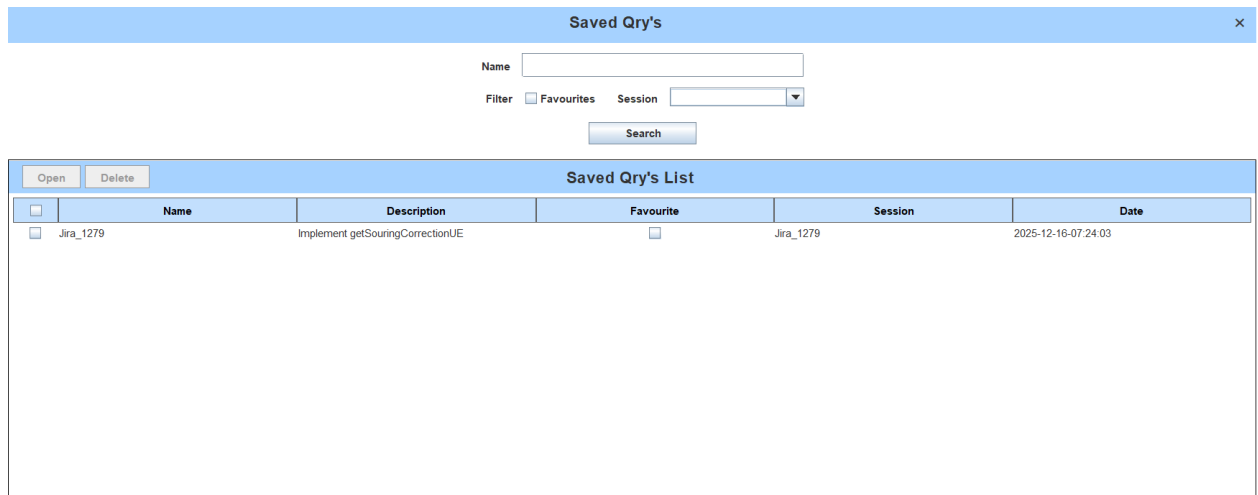 Saved Qry's ×
Name
Filter Favourites Session
Search
Open Delete Saved Qry's List
Name Description Favourite Session Date
Jira_1279 Implement getSouringCorrectionUE Jira_1279 2025-12-16-07:24:03